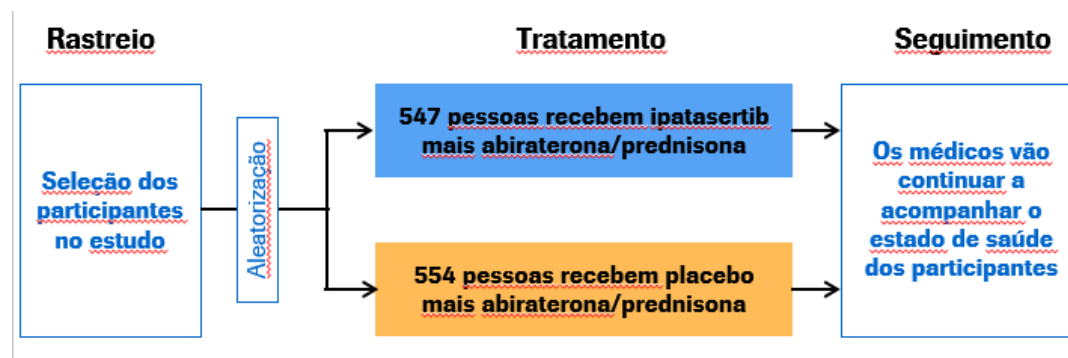 Rastreio
Tratamento
Seguimento
Seleção dos
participantes
no estudo
Aleatorização
547 pessoas recebem ipatasertib
mais abiraterona/prednisona
554 pessoas recebem placebo
mais abiraterona/prednisona
Os médicos vão
continuar a
acompanhar o
estado de saúde
dos participantes